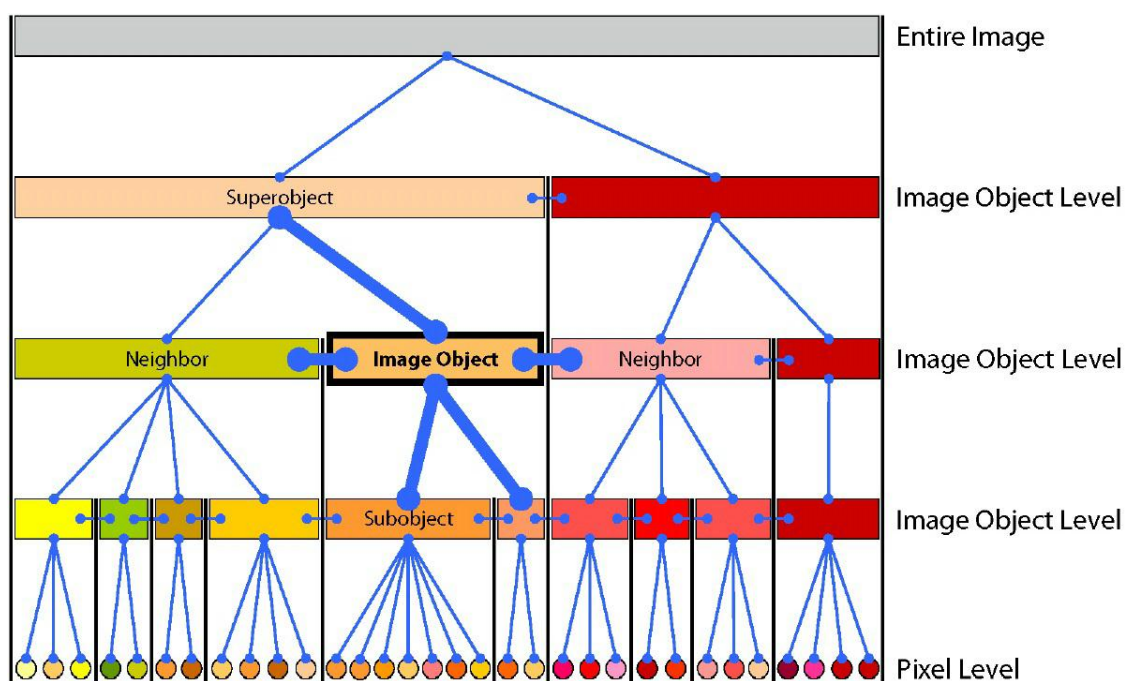 Entire Image
Superobject
Image Object Level
Neighbor
Image Object
Neighbor
Image Object Level
Subobject
Image Object Level
Pixel Level